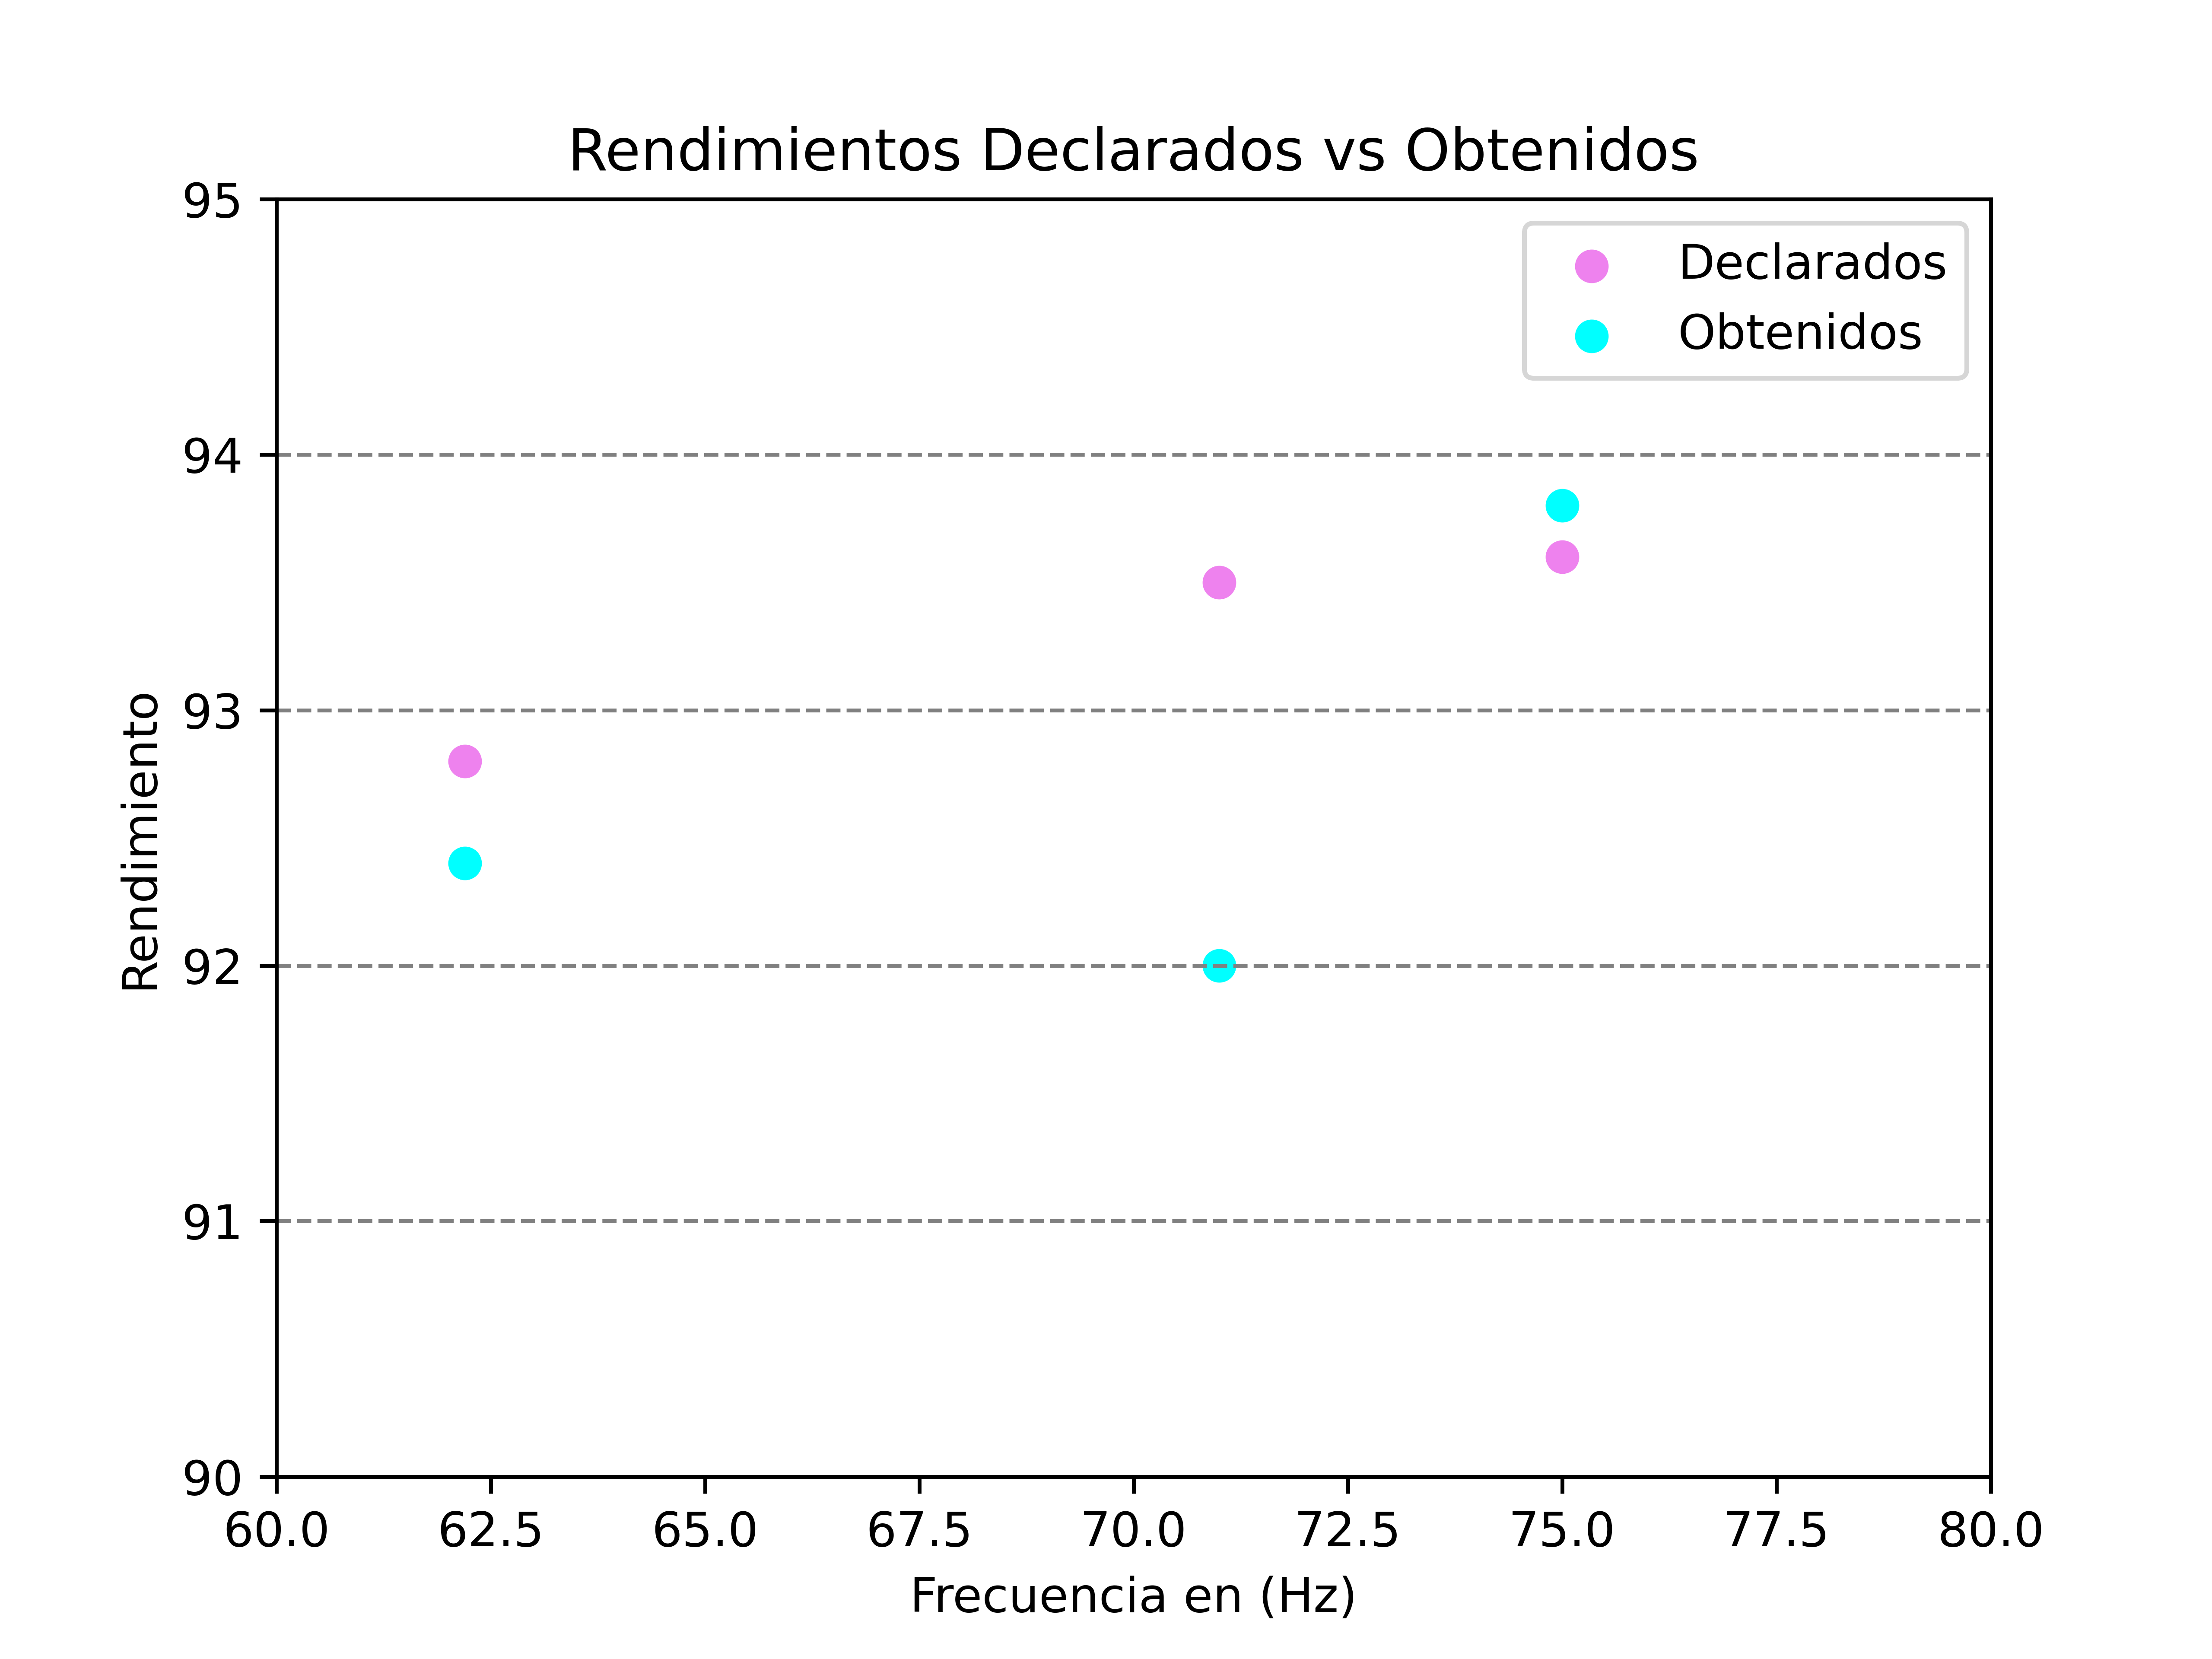 Rendimientos Declarados vs Obtenidos
95
Declarados
Obtenidos
94
93
Rendimiento
92
91
90
60.0 62.5 65.0 67.5 70.0 72.5 75.0 77.5 80.0
Frecuencia en (Hz)